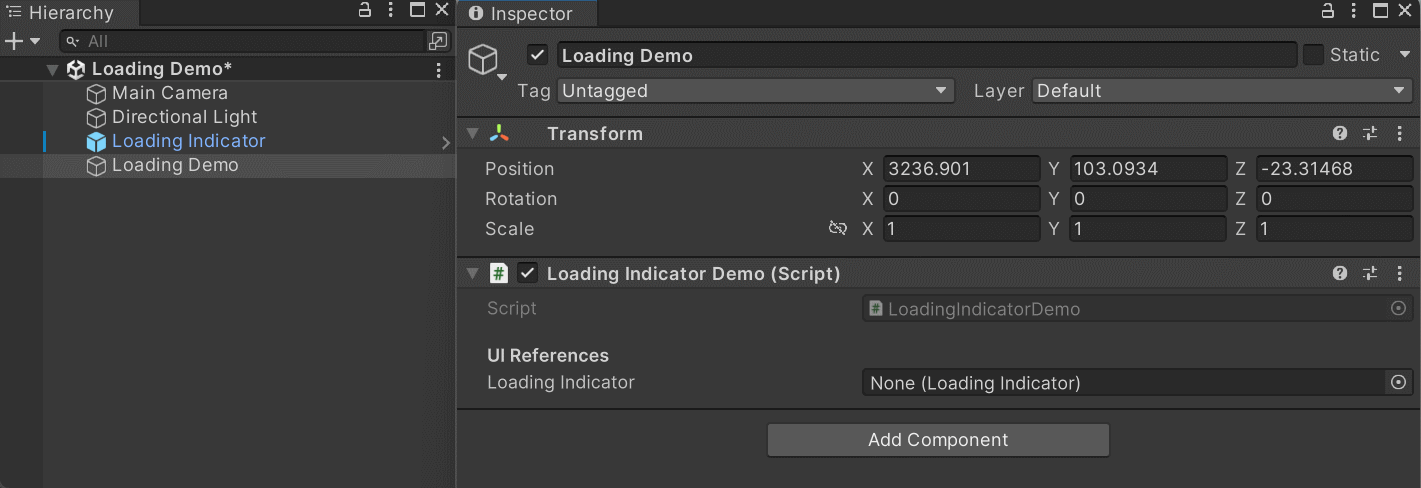 Hierarchy
All
Loading Demo*
Main Camera
Directional Light
Loading Indicator
Loading Demo
Inspector
Loading Demo Static
Tag Untagged Layer Default
Transform
Position X 3236.901 Y 103.0934 Z -23.31468
Rotation X 0 Y 0 Z 0
Scale X 1 Y 1 Z 1
# Loading Indicator Demo (Script)
Script # LoadingIndicatorDemo
UI References
Loading Indicator None (Loading Indicator)
Add Component